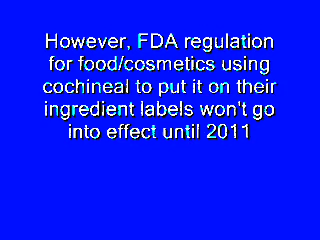 However, FDA regulation
for food/cosmetics using
cochineal to put it on their
ingredient labels won't go
into effect until 2011